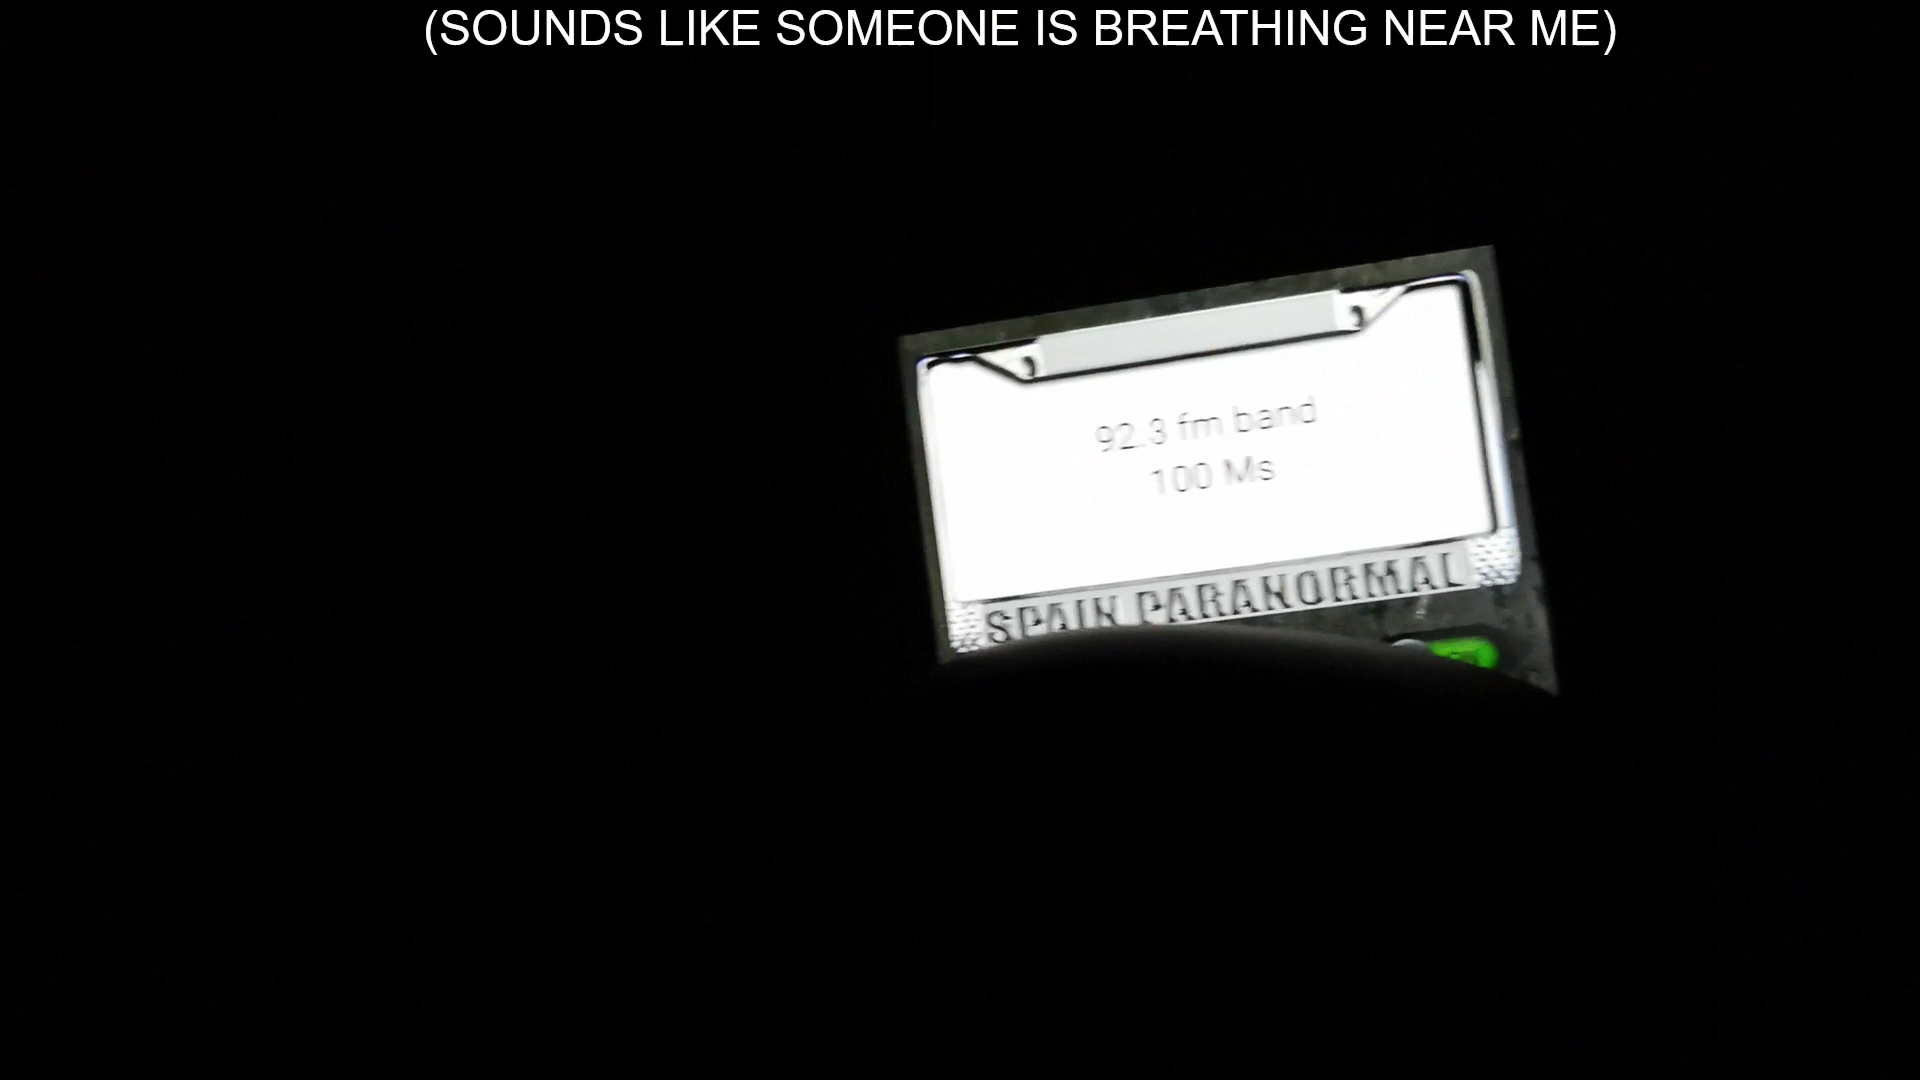 (SOUNDS LIKE SOMEONE IS BREATHING NEAR ME)
92.3 fm band
100 Ms
SPAIN PARANORMAL